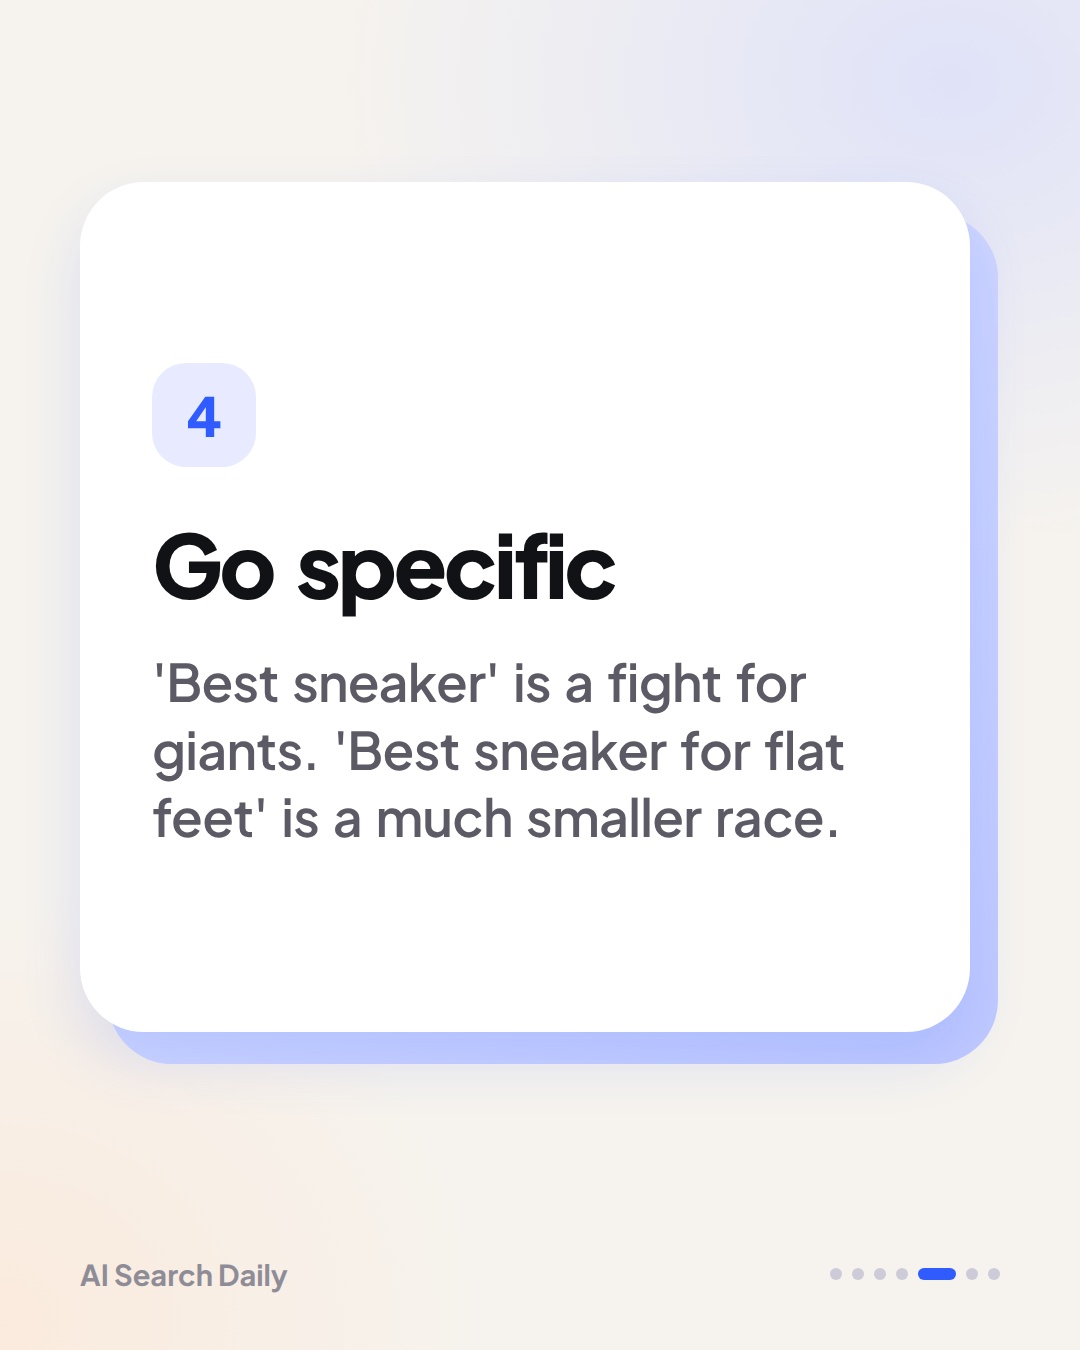 4
Go specific
'Best sneaker' is a fight for
giants. 'Best sneaker for flat
feet' is a much smaller race.
AI Search Daily